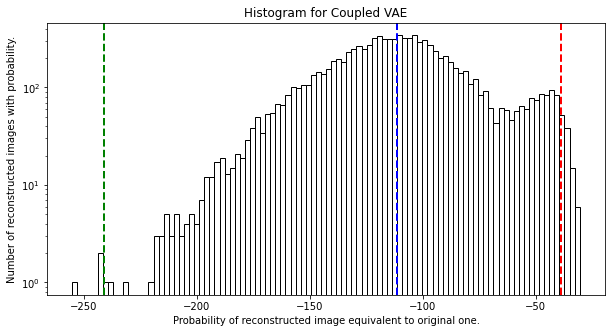 Histogram for Coupled VAE
Number of reconstructed images with probability.
10²
10¹
10⁰
−250
−200
−150
−100
−50
Probability of reconstructed image equivalent to original one.